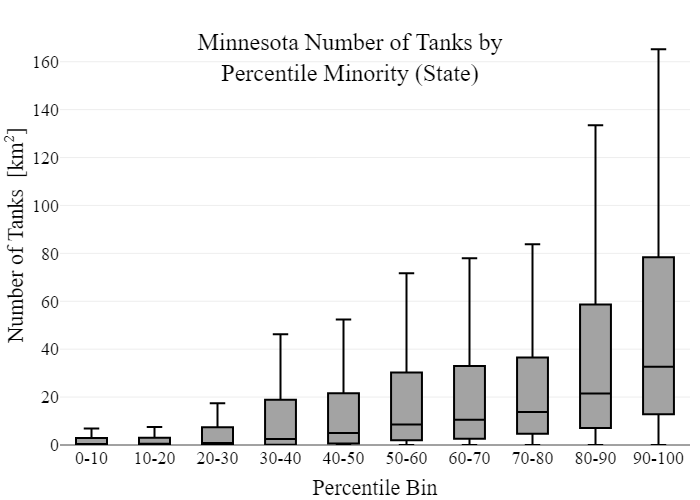 Minnesota Number of Tanks by
Percentile Minority (State)
Number of Tanks [km²]
160
140
120
100
80
60
40
20
0
0-10 10-20 20-30 30-40 40-50 50-60 60-70 70-80 80-90 90-100
Percentile Bin